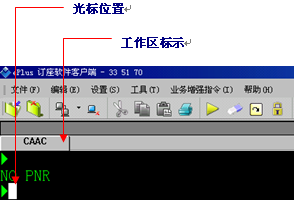 光标位置↵
工作区标示↵
ePlus 订座软件客户端 - 33 51 70
文件(F) 编辑(E) 设置(S) 工具(T) 业务增强指令(I) 帮助(H)
CAAC
NO PNR